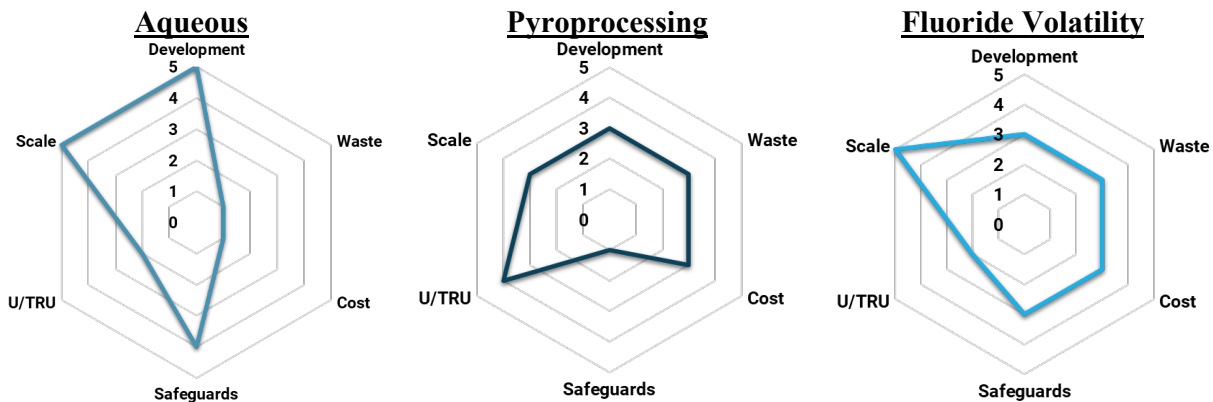 Aqueous
Development
5
4
3
2
1
0
Scale
Waste
U/TRU
Cost
Safeguards
Pyroprocessing
Development
5
4
3
2
1
0
Scale
Waste
U/TRU
Cost
Safeguards
Fluoride Volatility
Development
5
4
3
2
1
0
Scale
Waste
U/TRU
Cost
Safeguards